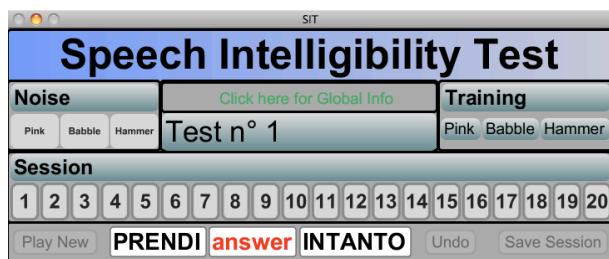 SIT
Speech Intelligibility Test
Noise
Click here for Global Info
Training
Pink Babble Hammer
Test n° 1
Pink Babble Hammer
Session
1 2 3 4 5 6 7 8 9 10 11 12 13 14 15 16 17 18 19 20
Play New PRENDI answer INTANTO Undo Save Session